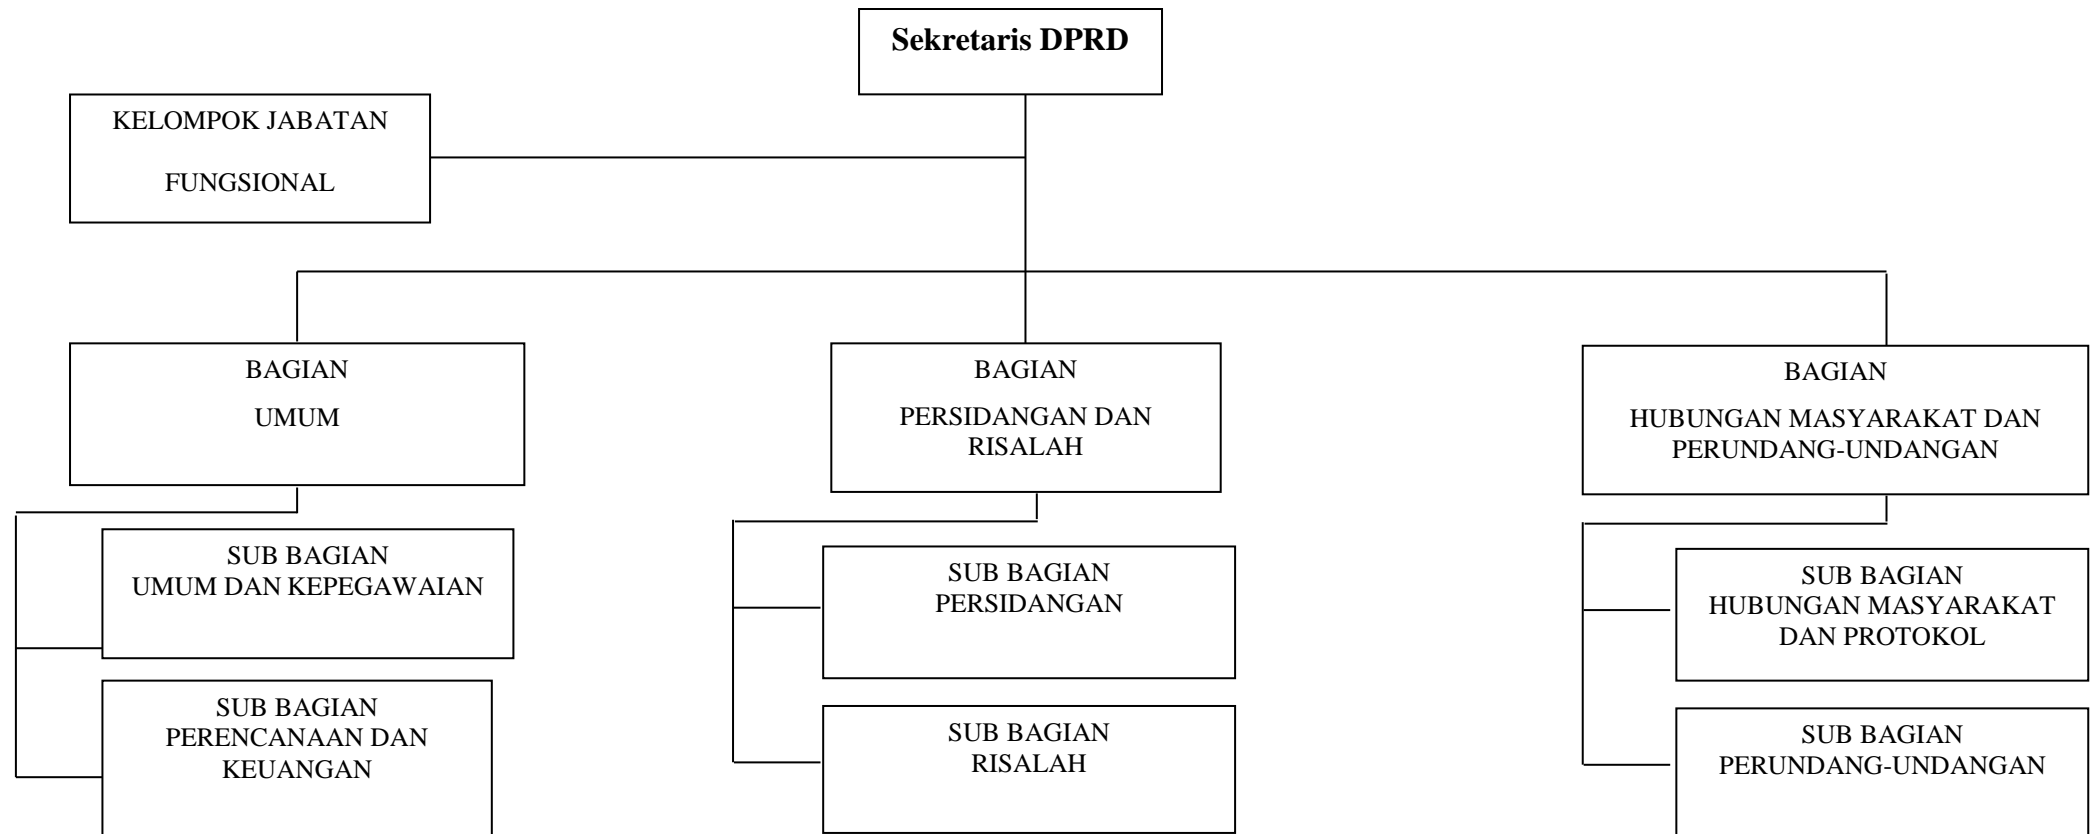 Sekretaris DPRD
KELOMPOK JABATAN
FUNGSIONAL
BAGIAN
UMUM
BAGIAN
PERSIDANGAN DAN
RISALAH
BAGIAN
HUBUNGAN MASYARAKAT DAN
PERUNDANG-UNDANGAN
SUB BAGIAN
UMUM DAN KEPEGAWAIAN
SUB BAGIAN
PERENCANAAN DAN
KEUANGAN
SUB BAGIAN
PERSIDANGAN
SUB BAGIAN
RISALAH
SUB BAGIAN
HUBUNGAN MASYARAKAT
DAN PROTOKOL
SUB BAGIAN
PERUNDANG-UNDANGAN